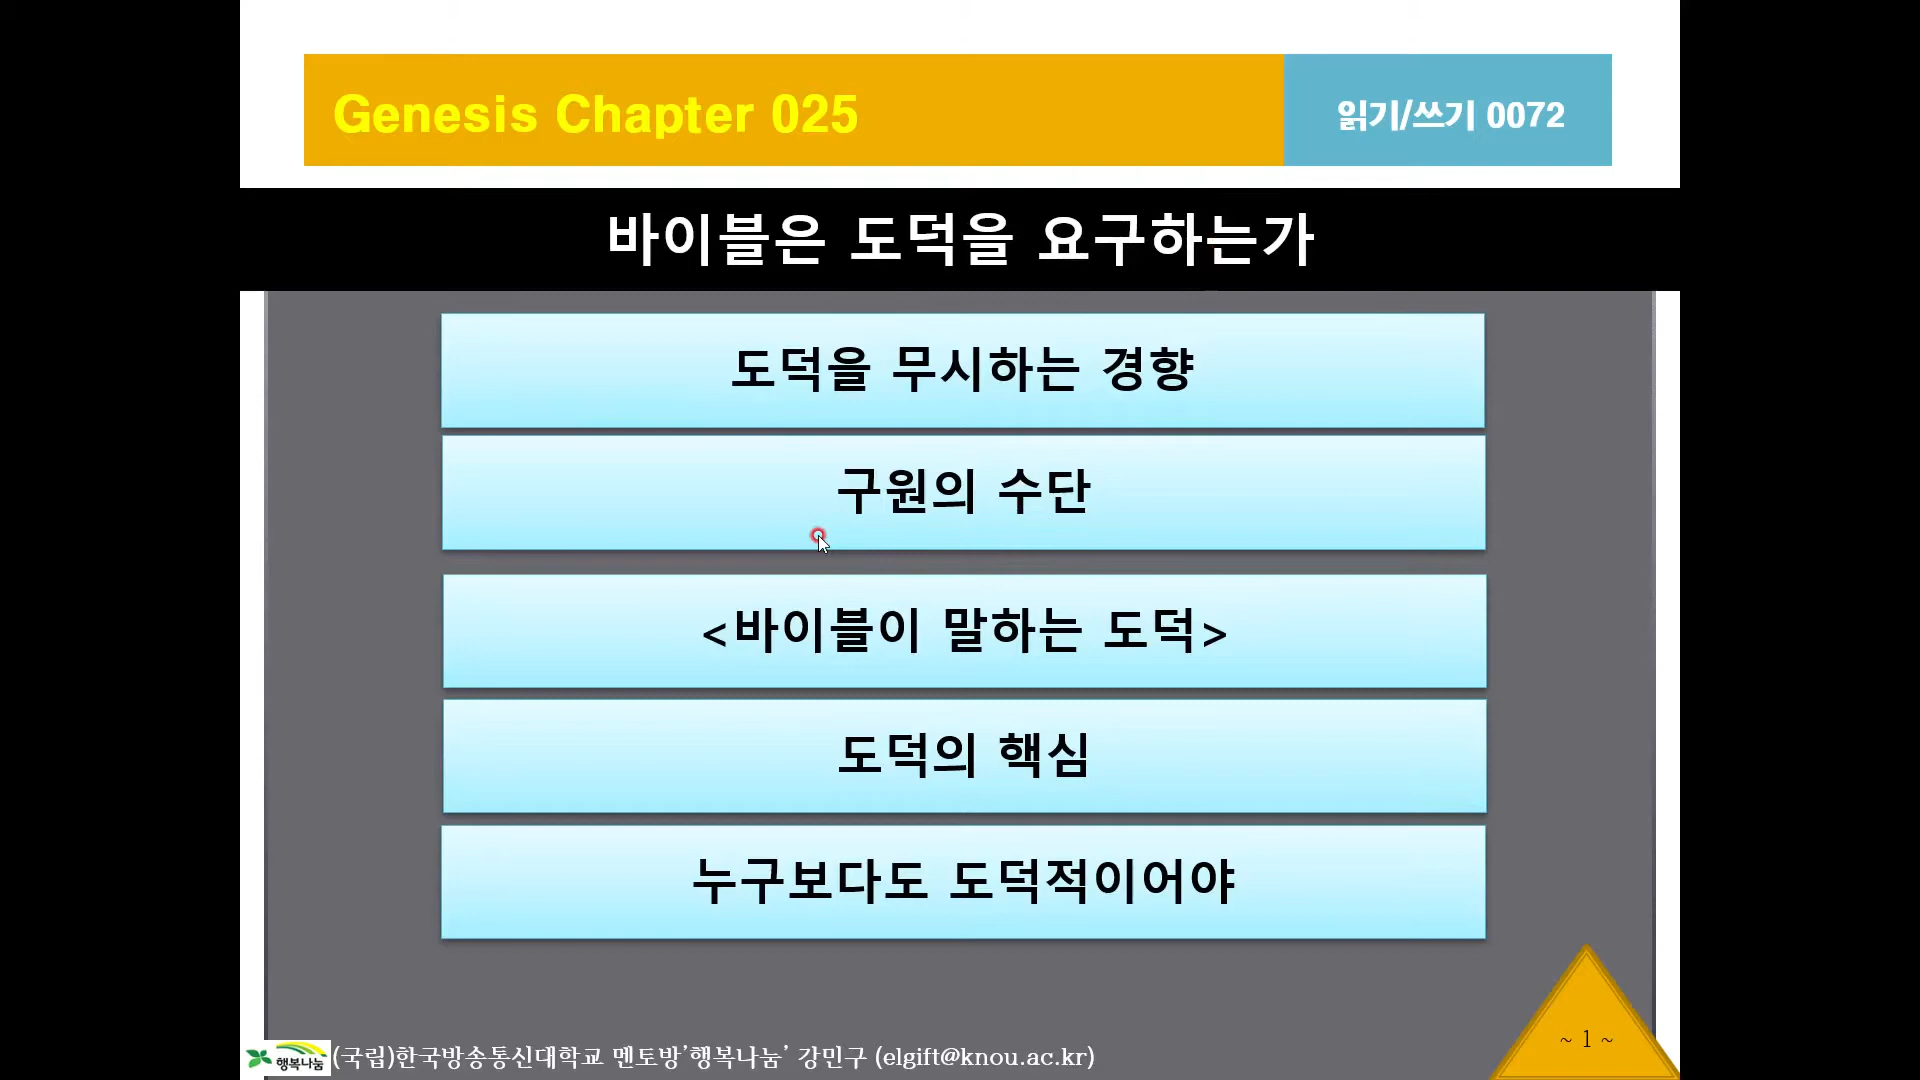 Genesis Chapter 025
읽기/쓰기 0072
바이블은 도덕을 요구하는가
도덕을 무시하는 경향
구원의 수단
<바이블이 말하는 도덕>
도덕의 핵심
누구보다도 도덕적이어야
~ 1 ~
행복나눔
(국립)한국방송통신대학교 멘토방'행복나눔' 강민구 (elgift@knou.ac.kr)